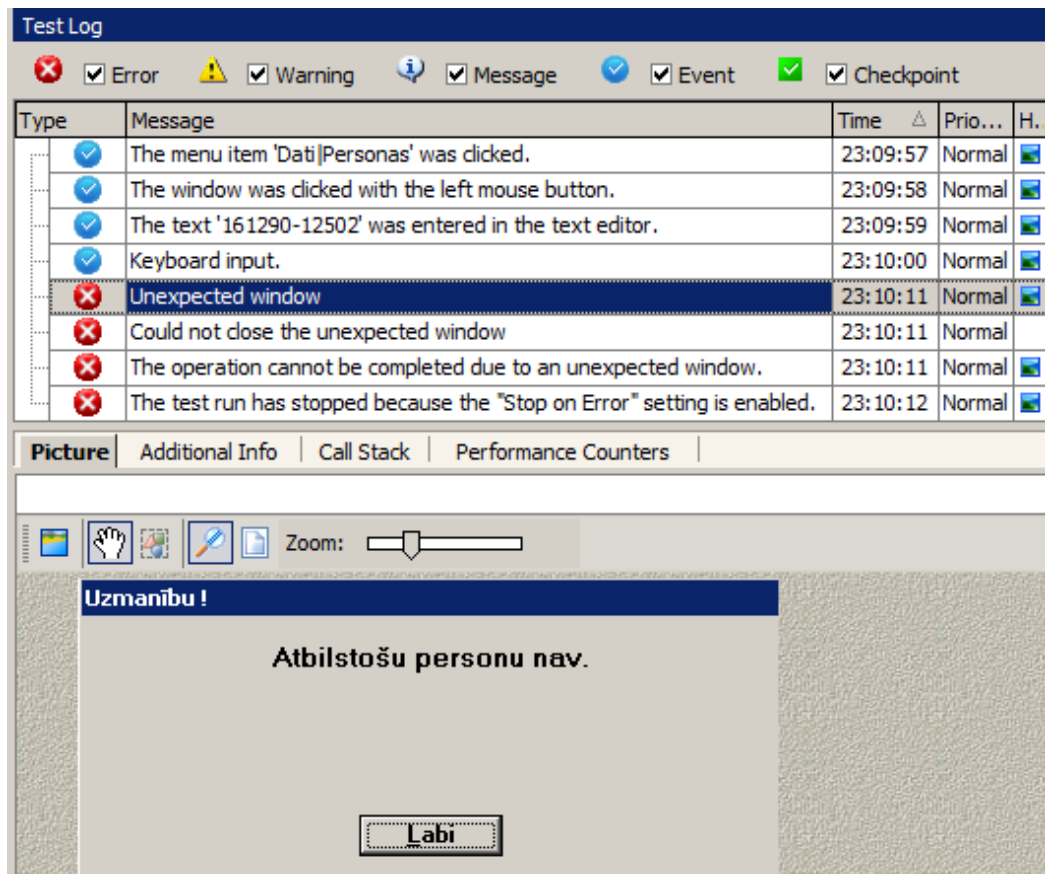 Test Log
Error Warning Message Event Checkpoint
Type Message Time Prio... H..
The menu item 'Dati|Personas' was clicked. 23:09:57 Normal
The window was clicked with the left mouse button. 23:09:58 Normal
The text '161290-12502' was entered in the text editor. 23:09:59 Normal
Keyboard input. 23:10:00 Normal
Unexpected window 23:10:11 Normal
Could not close the unexpected window 23:10:11 Normal
The operation cannot be completed due to an unexpected window. 23:10:11 Normal
The test run has stopped because the "Stop on Error" setting is enabled. 23:10:12 Normal
Picture Additional Info Call Stack Performance Counters
Zoom:
Uzmanību !
Atbilstošu personu nav.
Labi